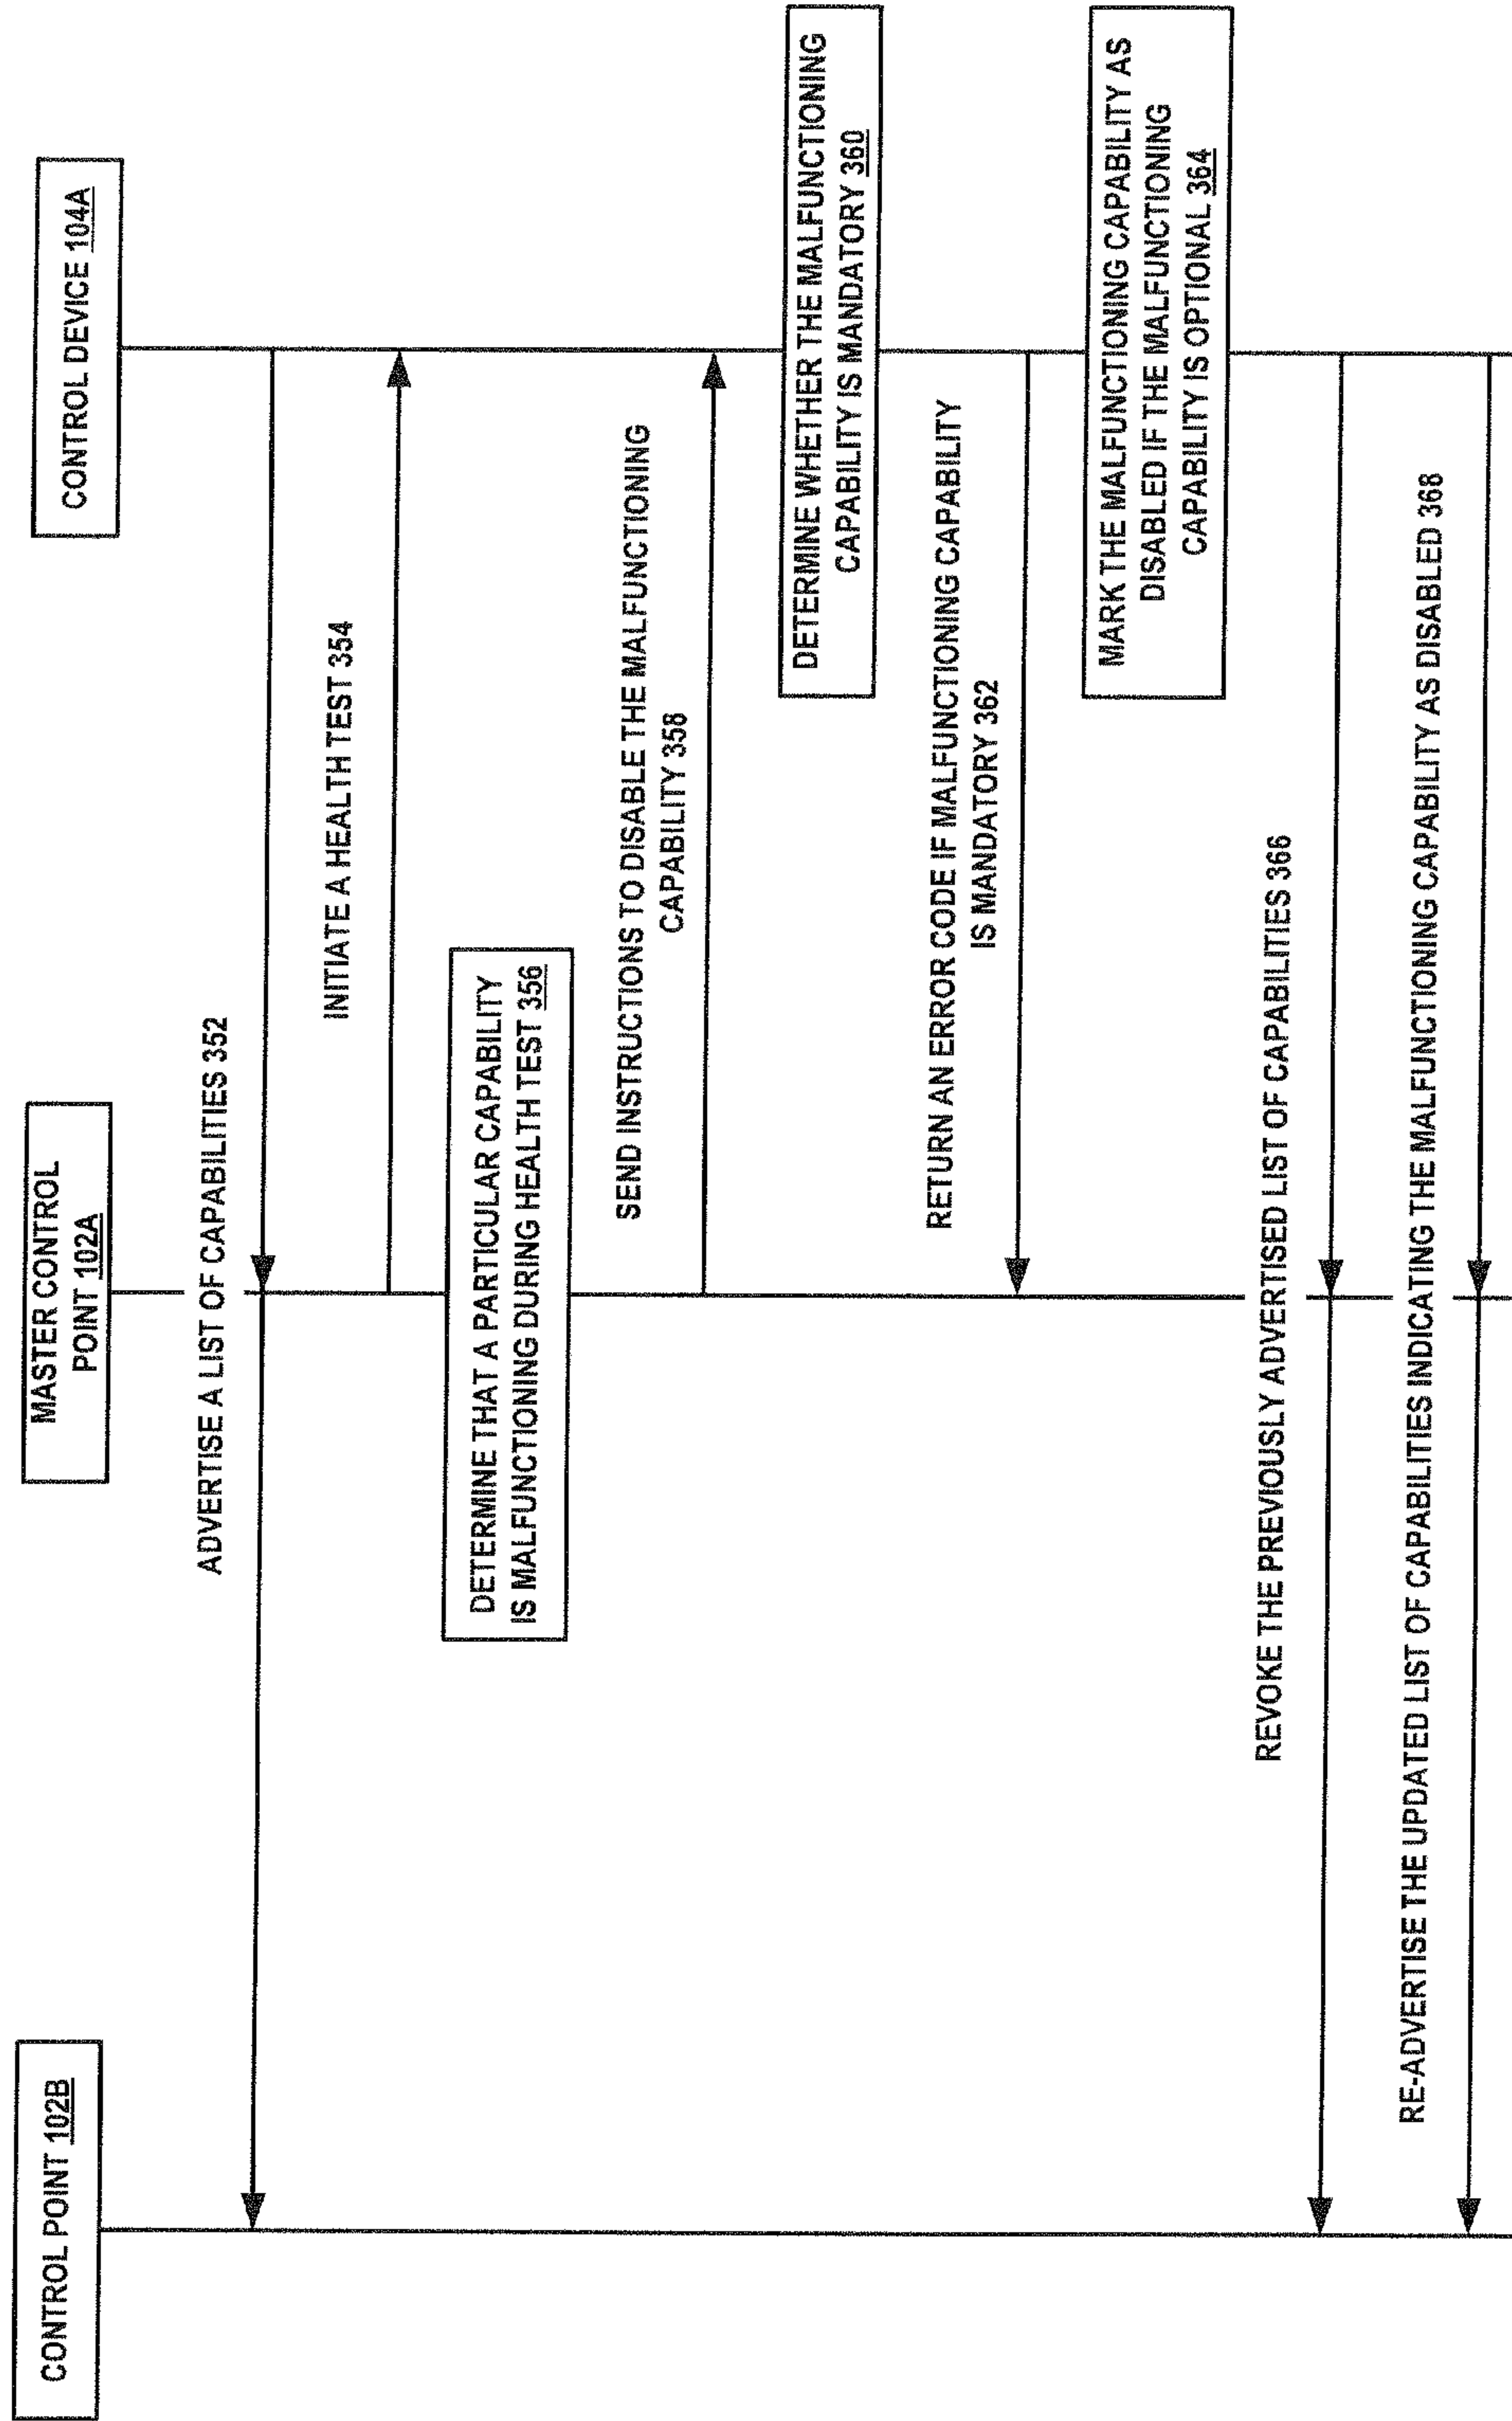 CONTROL POINT 102B
MASTER CONTROL
POINT 102A
CONTROL DEVICE 104A
ADVERTISE A LIST OF CAPABILITIES 352
INITIATE A HEALTH TEST 354
DETERMINE THAT A PARTICULAR CAPABILITY
IS MALFUNCTIONING DURING HEALTH TEST 356
SEND INSTRUCTIONS TO DISABLE THE MALFUNCTIONING
CAPABILITY 358
DETERMINE WHETHER THE MALFUNCTIONING
CAPABILITY IS MANDATORY 360
RETURN AN ERROR CODE IF MALFUNCTIONING CAPABILITY
IS MANDATORY 362
MARK THE MALFUNCTIONING CAPABILITY AS
DISABLED IF THE MALFUNCTIONING
CAPABILITY IS OPTIONAL 364
REVOKE THE PREVIOUSLY ADVERTISED LIST OF CAPABILITIES 366
RE-ADVERTISE THE UPDATED LIST OF CAPABILITIES INDICATING THE MALFUNCTIONING CAPABILITY AS DISABLED 368